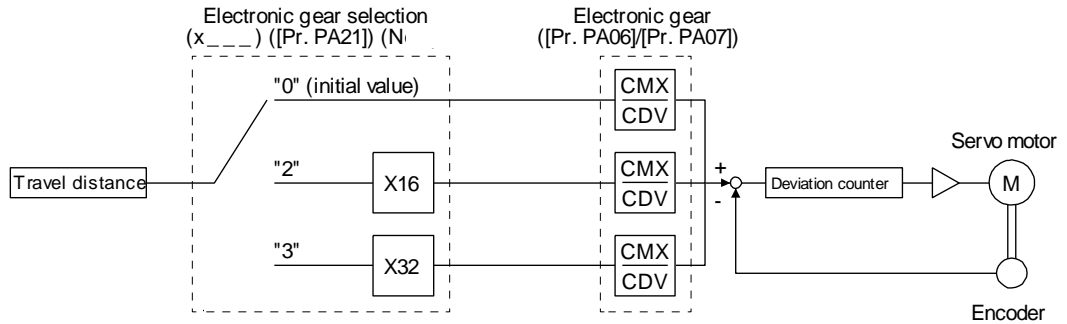 Electronic gear selection
(x_ _ _ ) ([Pr. PA21])
Electronic gear
([Pr. PA06]/[Pr. PA07])
"0" (initial value)
CMX
CDV
Servo motor
Travel distance
"2"
X16
CMX
CDV
+
-
Deviation counter
M
"3"
X32
CMX
CDV
Encoder